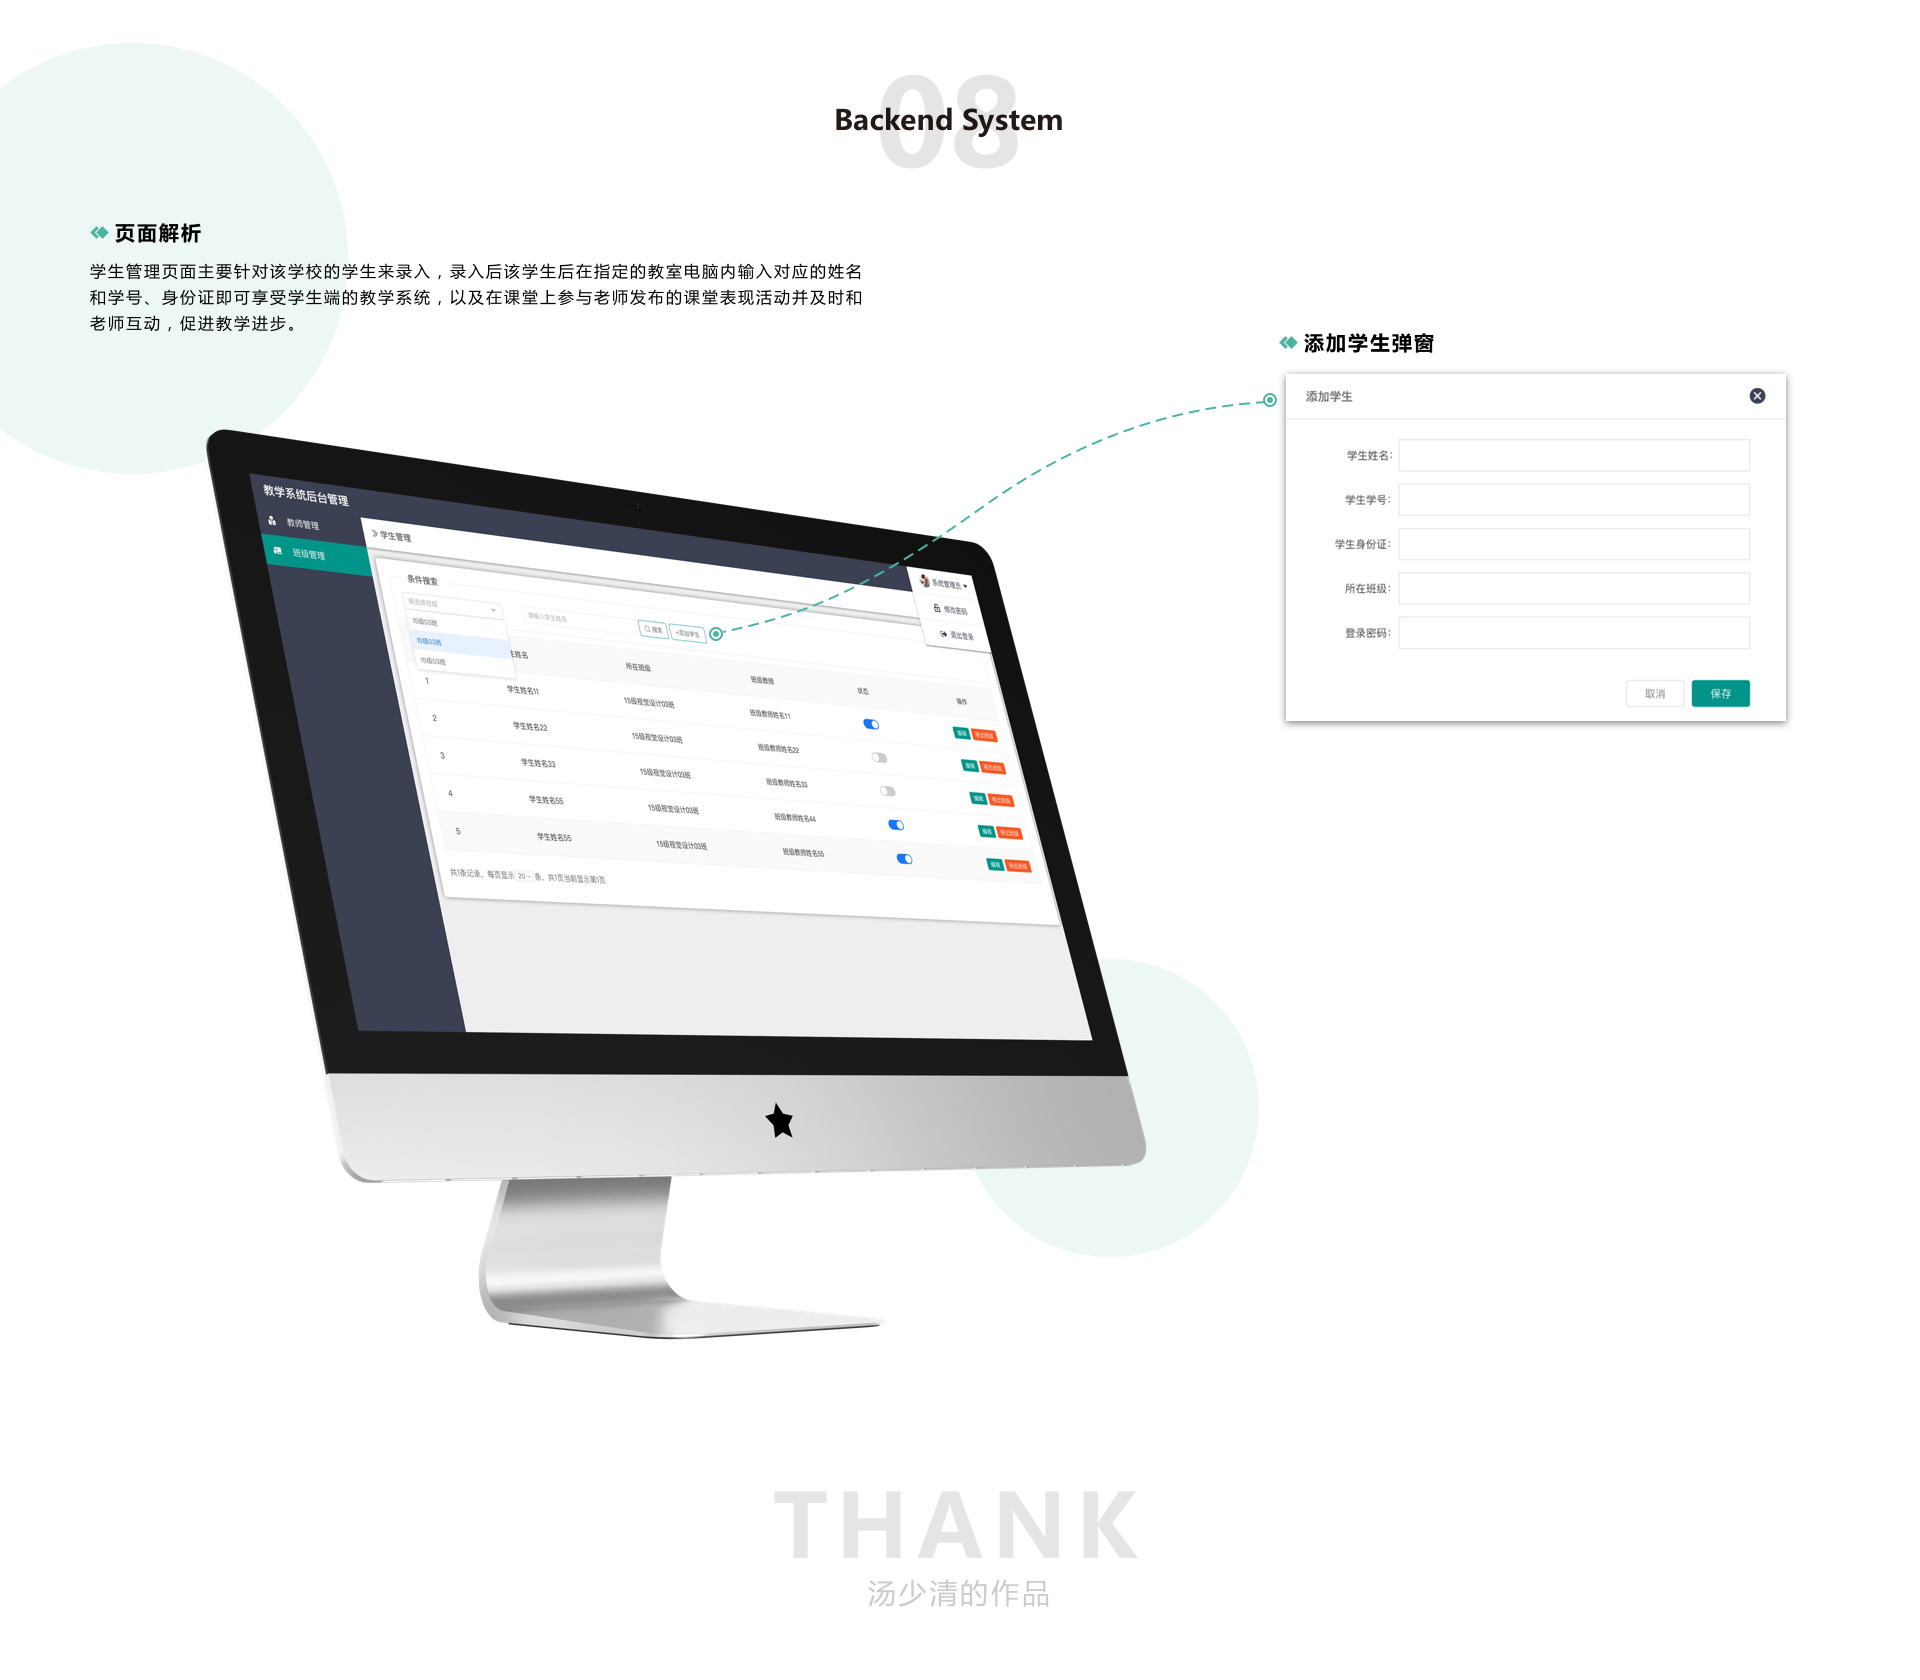 08
Backend System
页面解析
学生管理页面主要针对该学校的学生来录入，录入后该学生后在指定的教室电脑内输入对应的姓名
和学号、身份证即可享受学生端的教学系统，以及在课堂上参与老师发布的课堂表现活动并及时和
老师互动，促进教学进步。
添加学生弹窗
添加学生
学生姓名：
学生学号：
学生身份证：
所在班级：
登录密码：
取消 保存
教学系统后台管理
教师管理
班级管理
系统管理员
修改密码
退出登录
学生管理
条件搜索
请选择班级
请输入学生姓名
搜索 +添加学生
15级03班
15级03班
15级03班
生姓名 所在班级 班级教师 状态 操作
1 学生姓名11 15级视觉设计03班 班级教师姓名11 编辑 移出班级
2 学生姓名22 15级视觉设计03班 班级教师姓名22 编辑 移出班级
3 学生姓名33 15级视觉设计03班 班级教师姓名33 编辑 移出班级
4 学生姓名55 15级视觉设计03班 班级教师姓名44 编辑 移出班级
5 学生姓名55 15级视觉设计03班 班级教师姓名55 编辑 移出班级
共1条记录，每页显示 20 条，共1页当前显示第1页
THANK
汤少清的作品